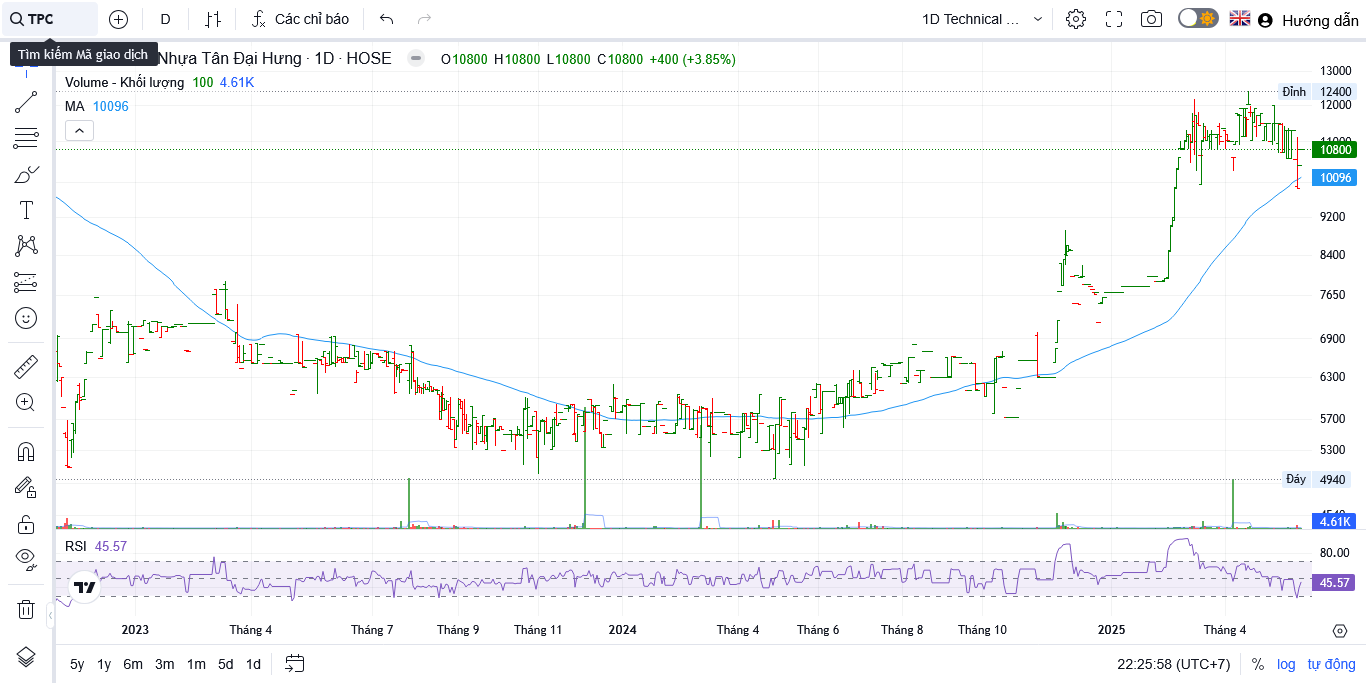 TPC D Các chỉ báo 1D Technical ... Hướng dẫn
Tìm kiếm Mã giao dịch
Nhựa Tân Đại Hưng · 1D · HOSE O10800 H10800 L10800 C10800 +400 (+3.85%)
Volume - Khối lượng 100 4.61K
MA 10096
13000
Đỉnh 12400
12000
11000
10800
10096
9200
8400
7650
6900
6300
5700
5300
Đáy 4940
4540
4.61K
RSI 45.57
80.00
45.57
2023 Tháng 4 Tháng 7 Tháng 9 Tháng 11 2024 Tháng 4 Tháng 6 Tháng 8 Tháng 10 2025 Tháng 4
5y 1y 6m 3m 1m 5d 1d 22:25:58 (UTC+7) % log tự động